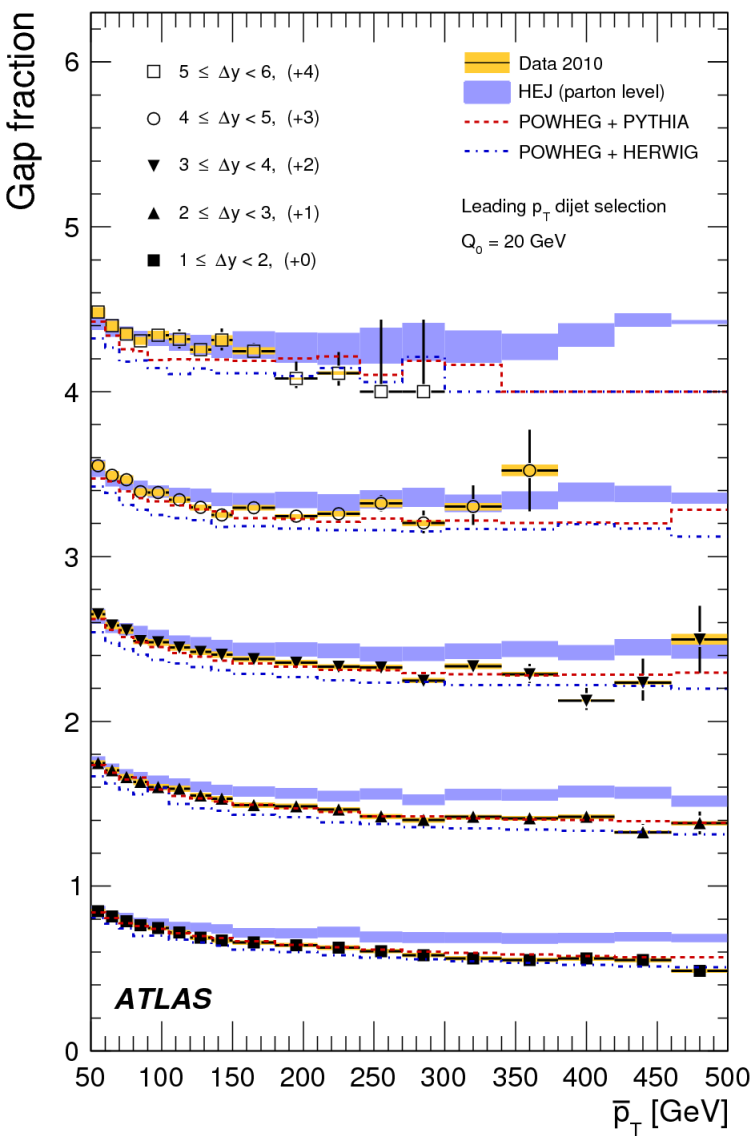 Gap fraction
6
5
4
3
2
1
0
5 ≤ Δy < 6, (+4)
4 ≤ Δy < 5, (+3)
3 ≤ Δy < 4, (+2)
2 ≤ Δy < 3, (+1)
1 ≤ Δy < 2, (+0)
Data 2010
HEJ (parton level)
POWHEG + PYTHIA
POWHEG + HERWIG
Leading p_T dijet selection
Q_0 = 20 GeV
ATLAS
50 100 150 200 250 300 350 400 450 500
p̅_T [GeV]